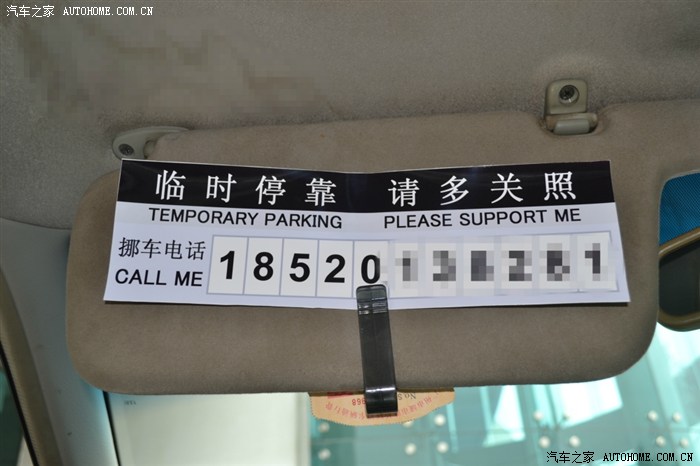 汽车之家 AUTOHOME.COM.CN
临时停靠 请多关照
TEMPORARY PARKING PLEASE SUPPORT ME
挪车电话
CALL ME
18520
汽车之家 AUTOHOME.COM.CN